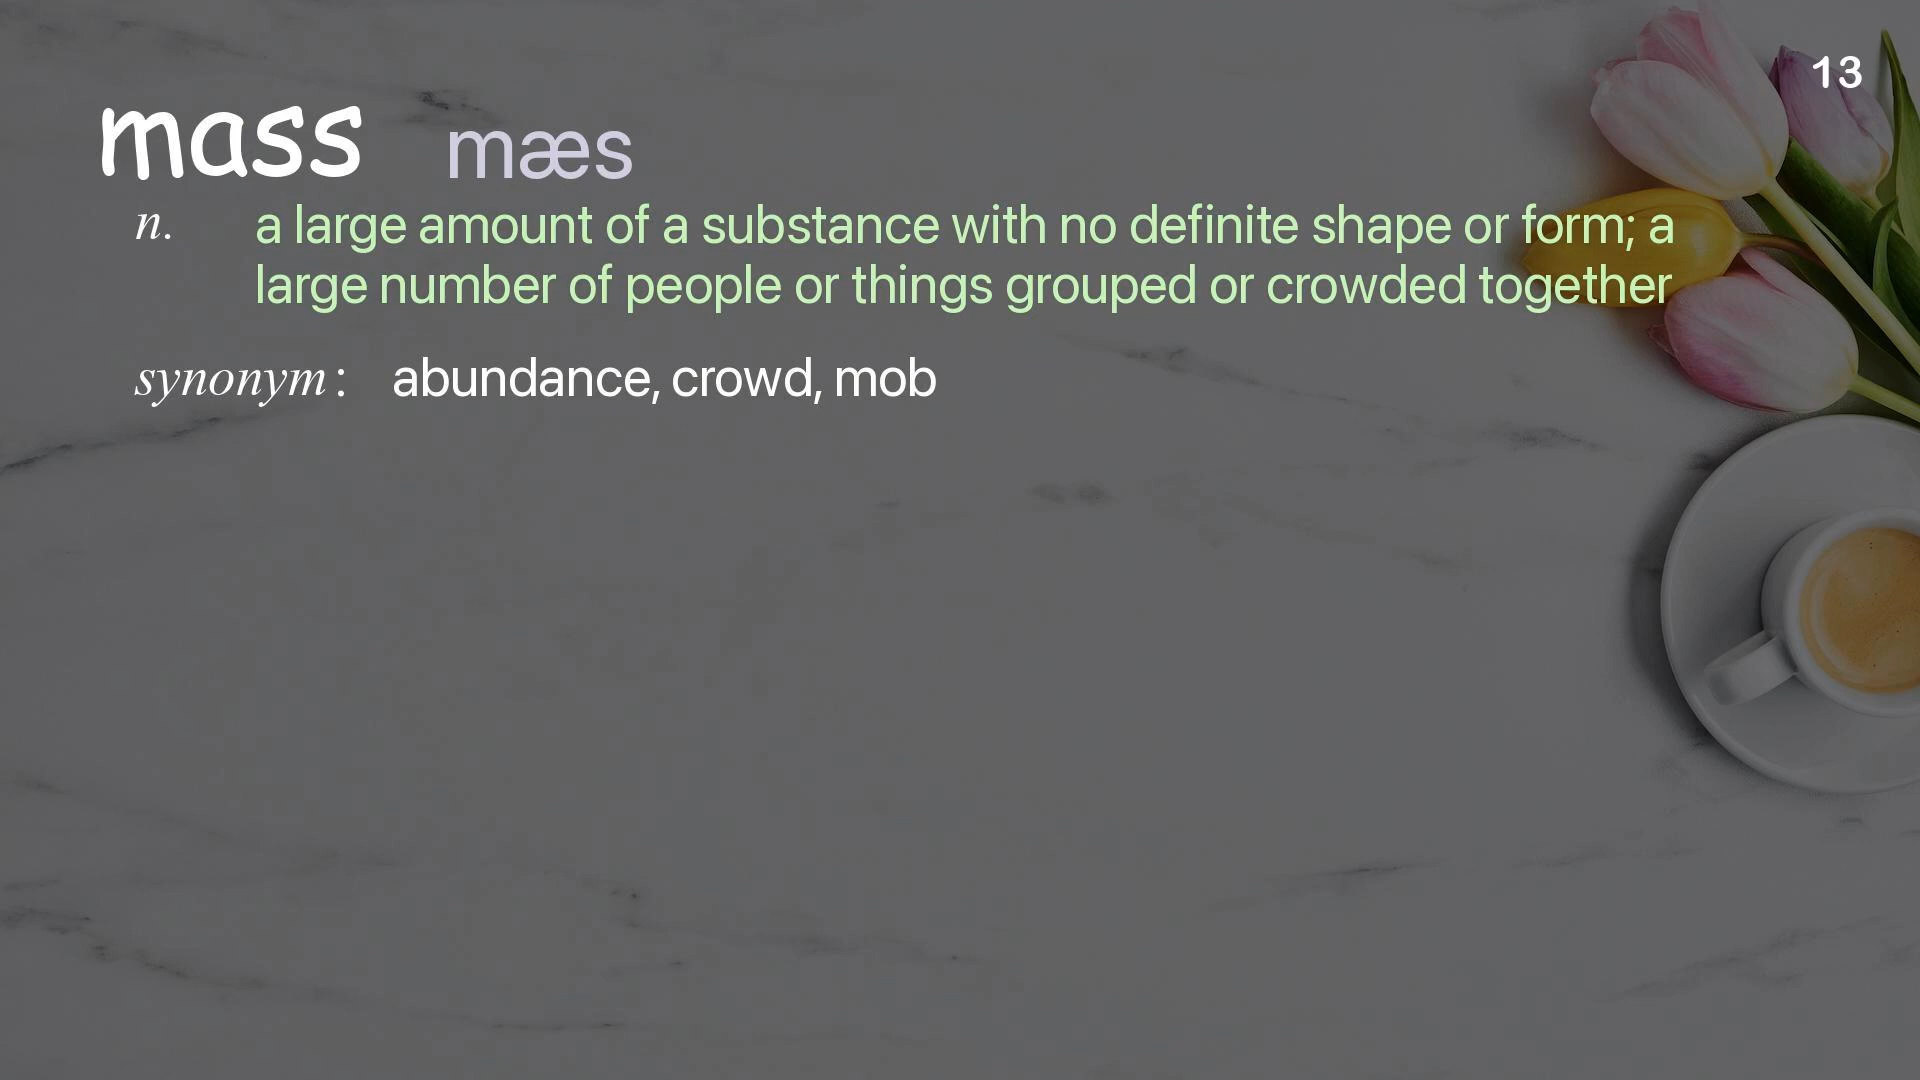 13
mass mæs
n. a large amount of a substance with no definite shape or form; a
large number of people or things grouped or crowded together
synonym : abundance, crowd, mob